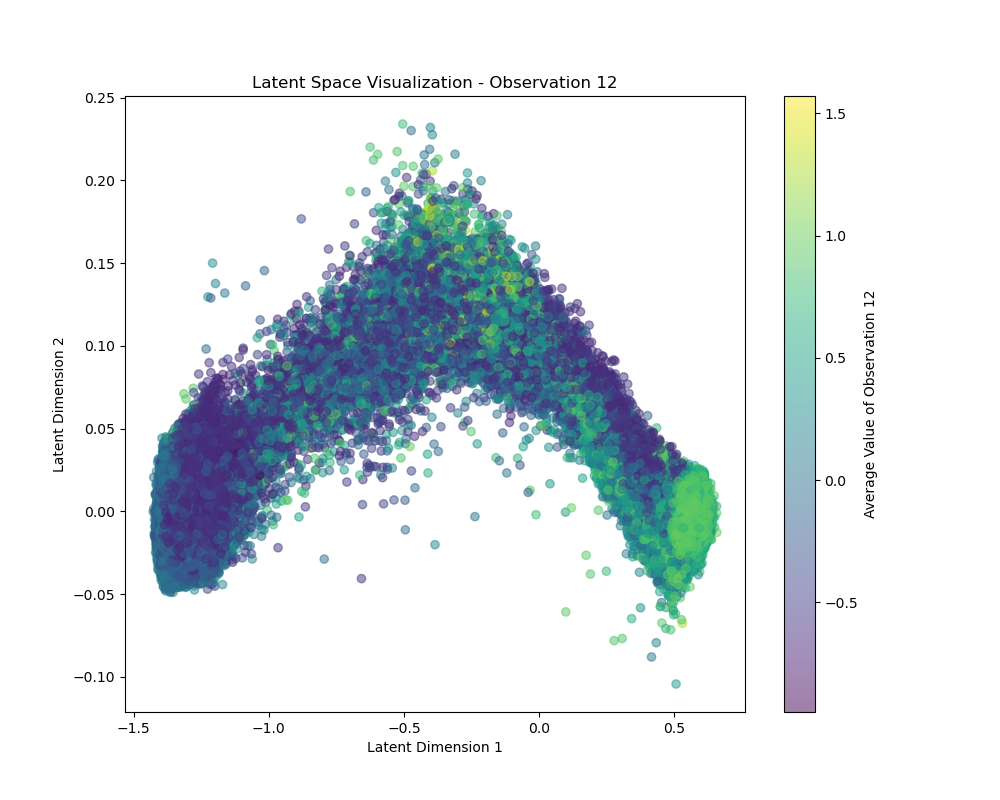 Latent Space Visualization - Observation 12
0.25
0.20
0.15
0.10
0.05
0.00
−0.05
−0.10
Latent Dimension 2
−1.5 −1.0 −0.5 0.0 0.5
Latent Dimension 1
1.5
1.0
0.5
0.0
−0.5
Average Value of Observation 12